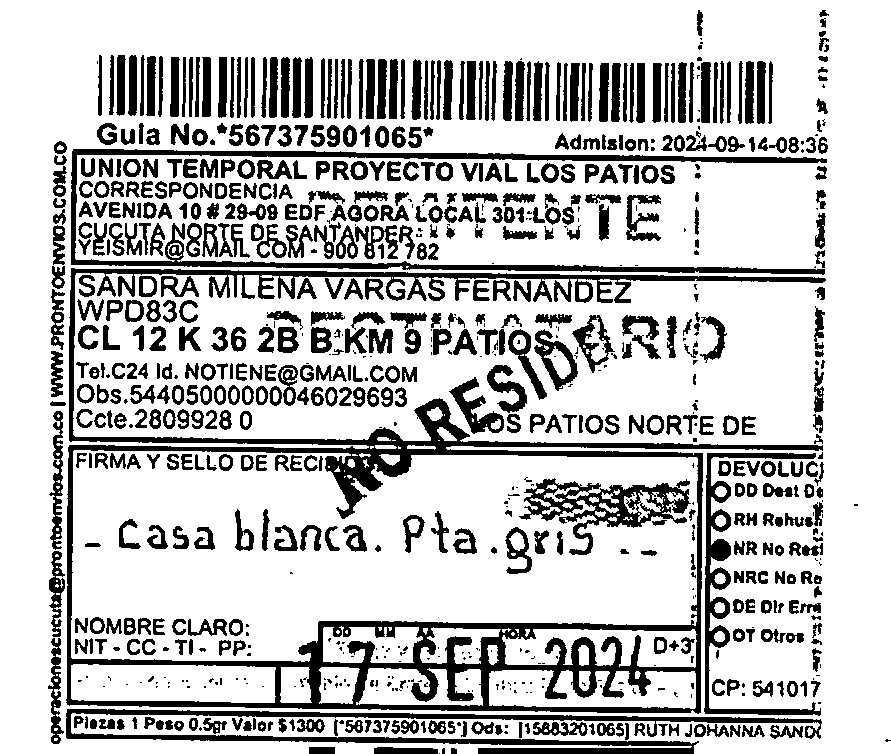 Guia No.*567375901065*
Admision: 2024-09-14-08:36
UNION TEMPORAL PROYECTO VIAL LOS PATIOS
CORRESPONDENCIA
AVENIDA 10 # 29-09 EDF AGORA LOCAL 301 LOS
CUCUTA NORTE DE SANTANDER
YEISMIR@GMAIL COM - 900 812 782
SANDRA MILENA VARGAS FERNANDEZ
WPD83C
CL 12 K 36 2B B KM 9 PATIOS
Tel.C24 Id. NOTIENE@GMAIL.COM
Obs.54405000000046029693
Ccte.2809928 0
LOS PATIOS NORTE DE
NO RESIDE
FIRMA Y SELLO DE RECIBIDO
- Casa blanca. Pta. gris - -
NOMBRE CLARO:
NIT - CC - TI - PP:
DD MM AA HORA
D+3
17 SEP 2024
DEVOLUC
DD Dest De
RH Rehus
NR No Resi
NRC No Re
DE Dir Erra
OT Otros
CP: 541017
Piezas 1 Peso 0.5gr Valor $1300 [*567375901065*] Ods: [15883201065] RUTH JOHANNA SANDO
operacionescucuta@prontoenvios.com.co | WWW.PRONTOENVIOS.COM.CO